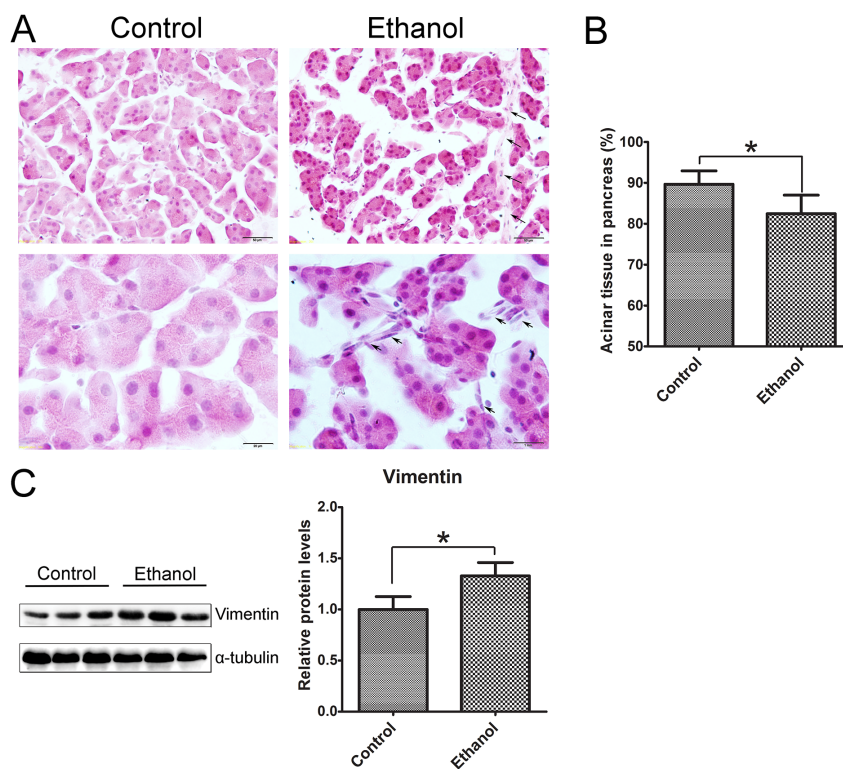 A
Control
Ethanol
B
Acinar tissue in pancreas (%)
100
90
80
70
60
50
*
Control
Ethanol
C
Control
Ethanol
Vimentin
α-tubulin
Vimentin
Relative protein levels
2.0
1.5
1.0
0.5
0.0
*
Control
Ethanol